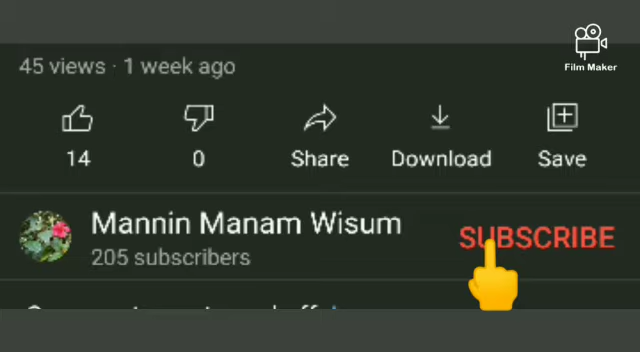 Film Maker
45 views · 1 week ago
14
0
Share
Download
Save
Mannin Manam Wisum
SUBSCRIBE
205 subscribers